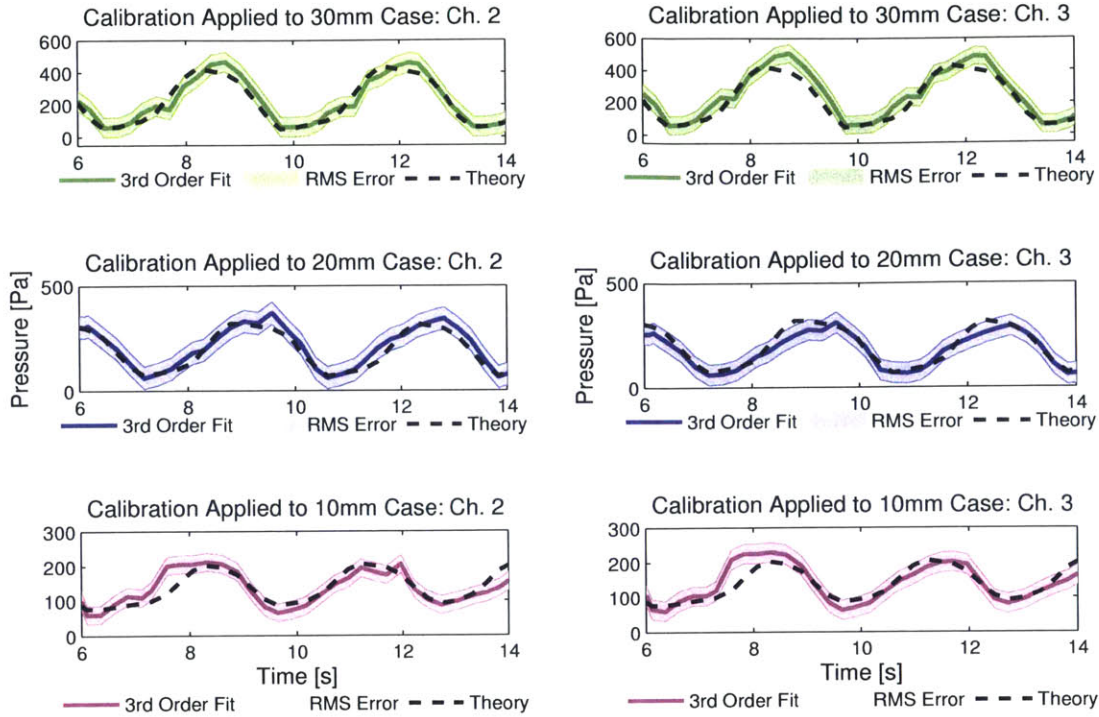 Calibration Applied to 30mm Case: Ch. 2
600
400
200
0
6 8 10 12 14
3rd Order Fit RMS Error Theory
Calibration Applied to 30mm Case: Ch. 3
600
400
200
0
6 8 10 12 14
3rd Order Fit RMS Error Theory
Calibration Applied to 20mm Case: Ch. 2
Pressure [Pa]
500
0
6 8 10 12 14
3rd Order Fit RMS Error Theory
Calibration Applied to 20mm Case: Ch. 3
Pressure [Pa]
500
0
6 8 10 12 14
3rd Order Fit RMS Error Theory
Calibration Applied to 10mm Case: Ch. 2
300
200
100
0
6 8 10 12 14
Time [s]
3rd Order Fit RMS Error Theory
Calibration Applied to 10mm Case: Ch. 3
300
200
100
0
6 8 10 12 14
Time [s]
3rd Order Fit RMS Error Theory